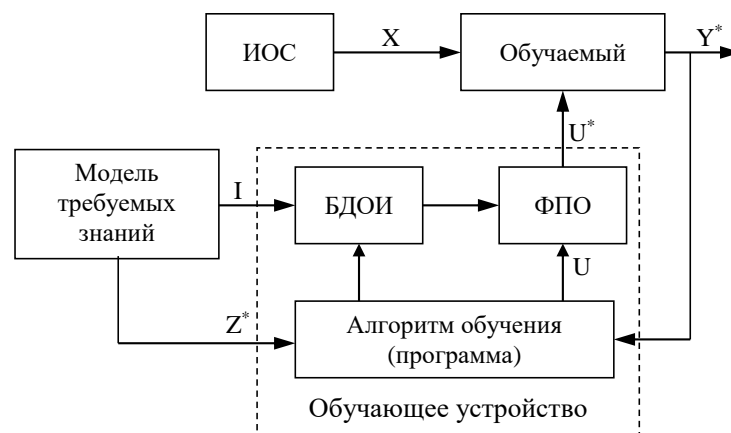 ИОС
X
Обучаемый
Y*
U*
Модель
требуемых
знаний
I
БДОИ
ФПО
U
Z*
Алгоритм обучения
(программа)
Обучающее устройство